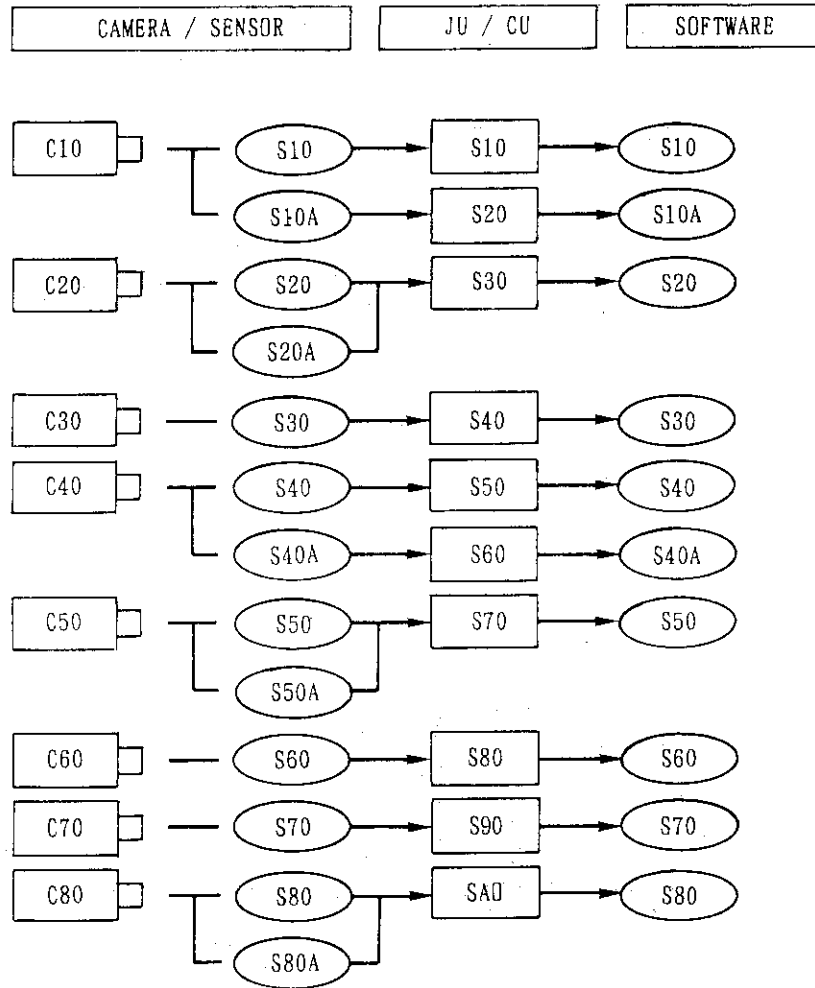 CAMERA / SENSOR JU / CU SOFTWARE
C10 S10 S10 S10
S10A S20 S10A
C20 S20 S30 S20
S20A
C30 S30 S40 S30
C40 S40 S50 S40
S40A S60 S40A
C50 S50 S70 S50
S50A
C60 S60 S80 S60
C70 S70 S90 S70
C80 S80 SA0 S80
S80A